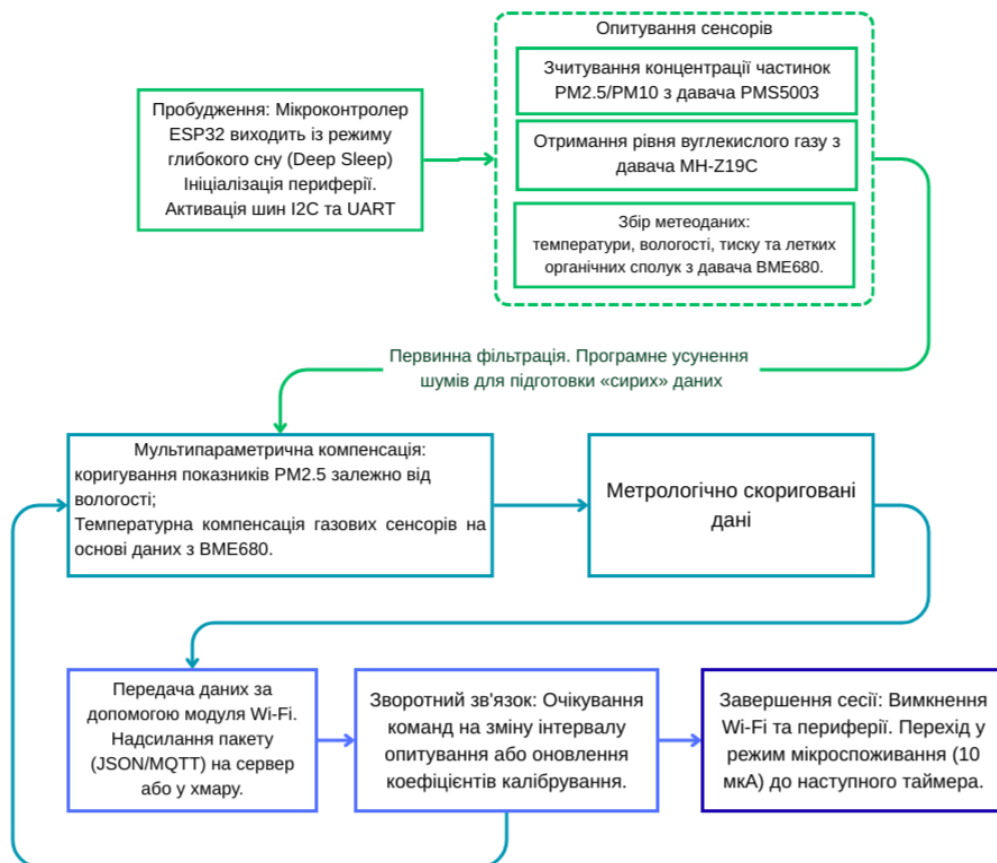 Опитування сенсорів
Зчитування концентрації частинок
PM2.5/PM10 з давача PMS5003
Пробудження: Мікроконтролер
ESP32 виходить із режиму
глибокого сну (Deep Sleep)
Ініціалізація периферії.
Активація шин I2C та UART
Отримання рівня вуглекислого газу з
давача MH-Z19C
Збір метеоданих:
температури, вологості, тиску та летких
органічних сполук з давача BME680.
Первинна фільтрація. Програмне усунення
шумів для підготовки «сирих» даних
Мультипараметрична компенсація:
коригування показників PM2.5 залежно від
вологості;
Температурна компенсація газових сенсорів на
основі даних з BME680.
Метрологічно скориговані
дані
Передача даних за
допомогою модуля Wi-Fi.
Надсилання пакету
(JSON/MQTT) на сервер
або у хмару.
Зворотний зв'язок: Очікування
команд на зміну інтервалу
опитування або оновлення
коефіцієнтів калібрування.
Завершення сесії: Вимкнення
Wi-Fi та периферії. Перехід у
режим мікроспоживання (10
мкА) до наступного таймера.